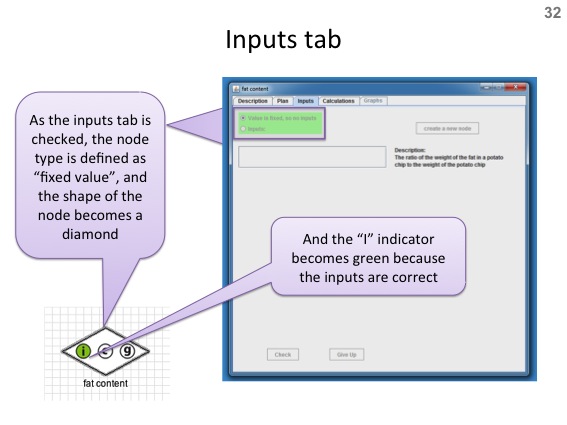 32
Inputs tab
As the inputs tab is
checked, the node
type is defined as
“fixed value”, and
the shape of the
node becomes a
diamond
fat content
Description Plan Inputs Calculations Graphs
Value is fixed, so no inputs
Inputs:
create a new node
Description:
The ratio of the weight of the fat in a potato
chip to the weight of the potato chip
And the “I” indicator
becomes green because
the inputs are correct
Check Give Up
i c g
fat content